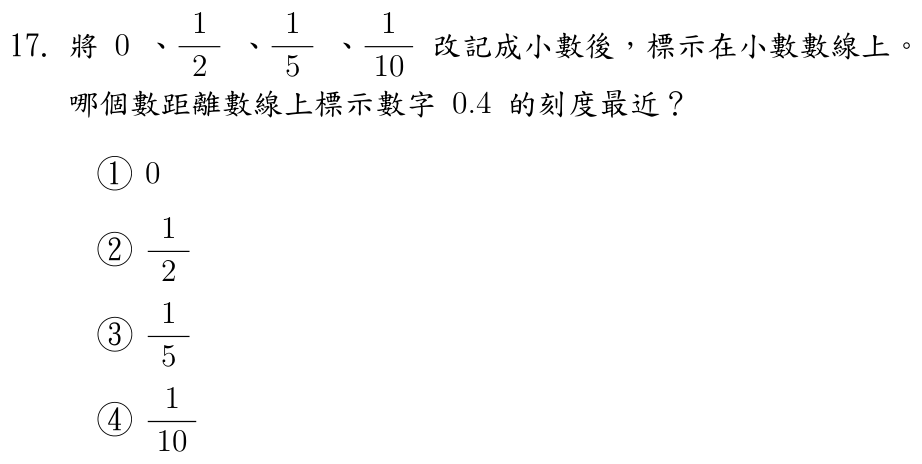 17. 將 0 、1/2 、1/5 、1/10 改記成小數後，標示在小數數線上。
哪個數距離數線上標示數字 0.4 的刻度最近？
① 0
② 1/2
③ 1/5
④ 1/10